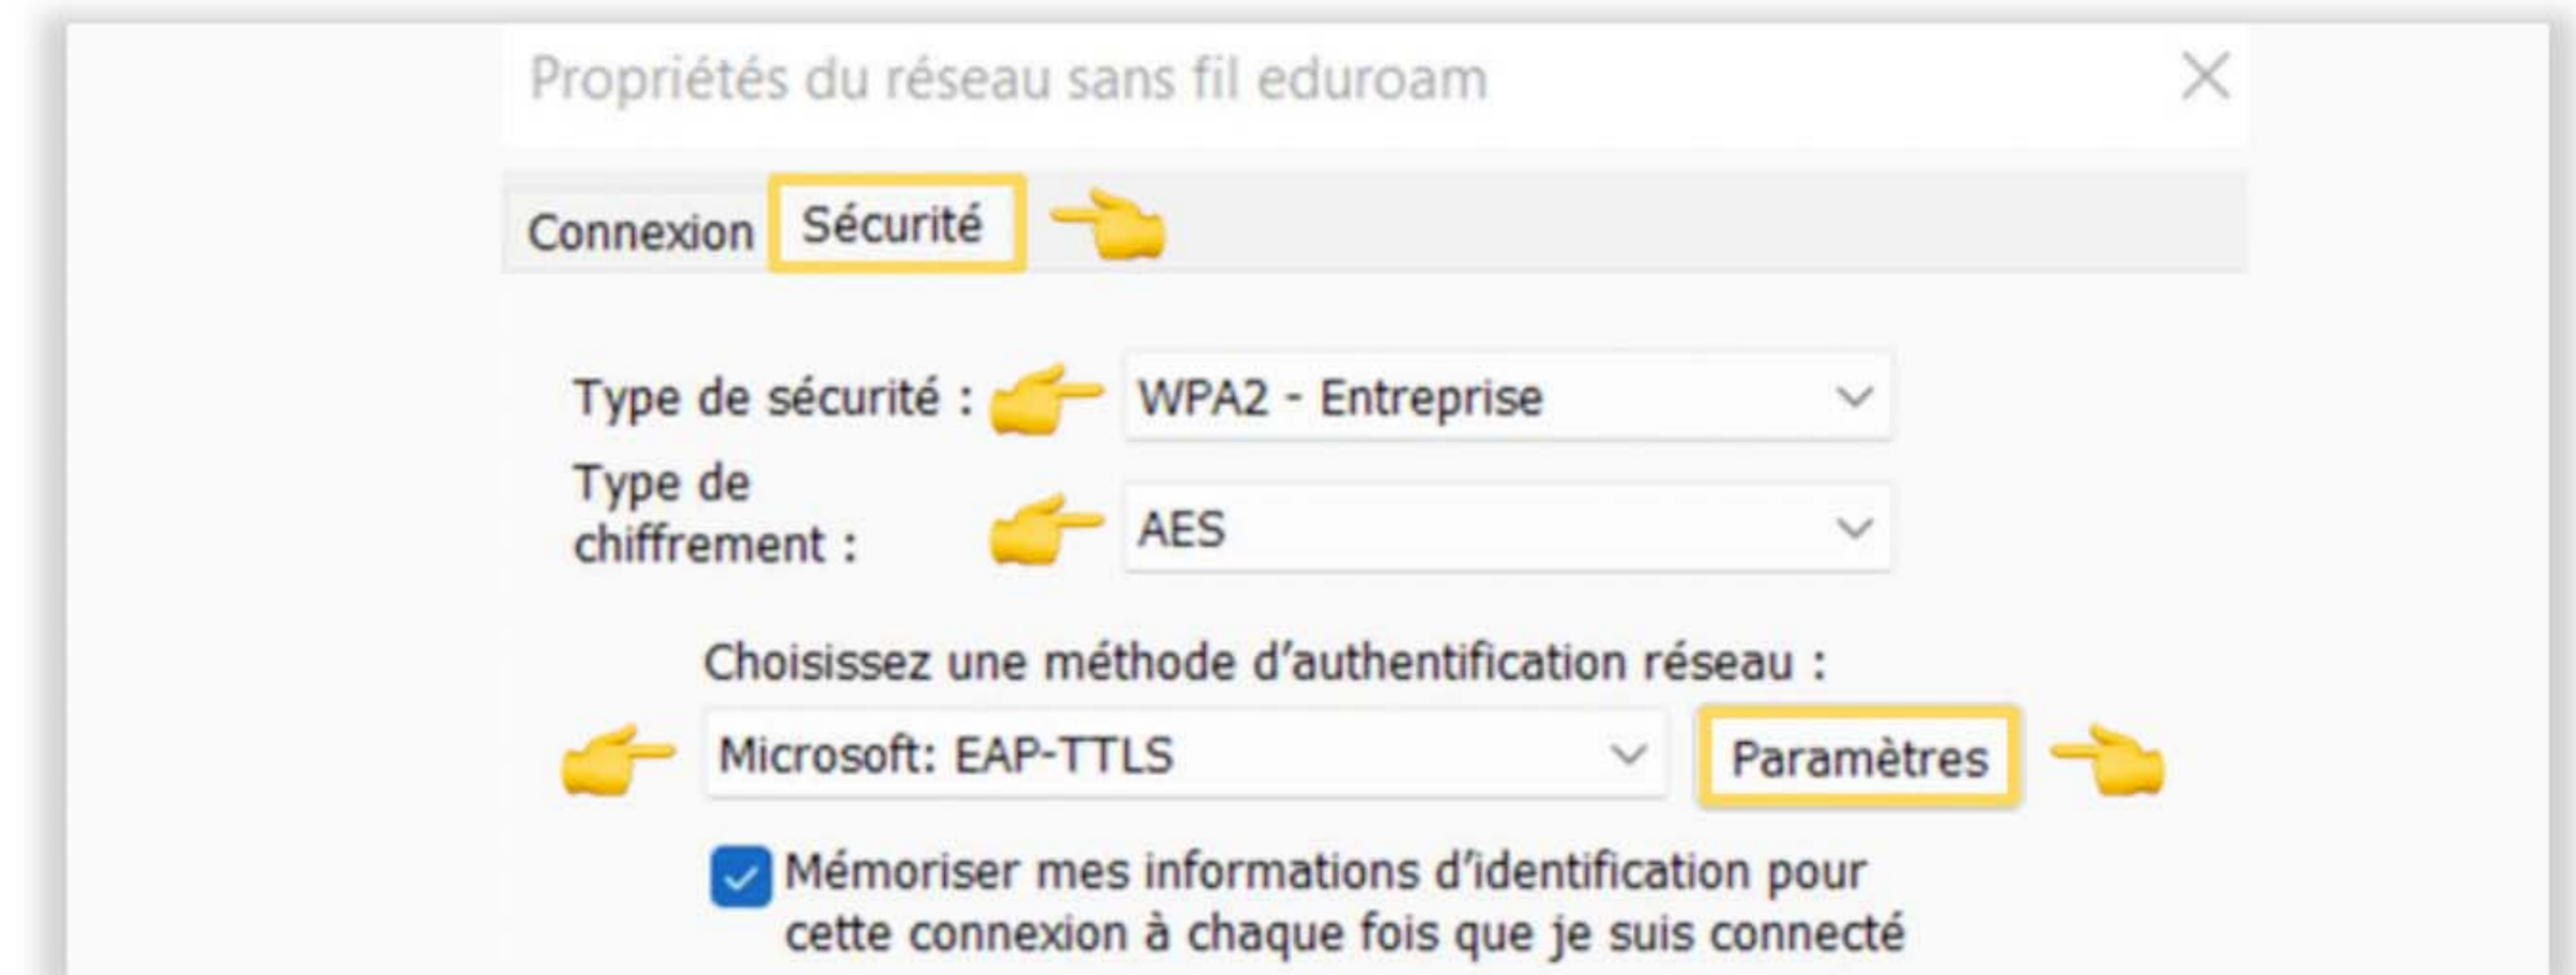 Propriétés du réseau sans fil eduroam
Connexion Sécurité
Type de sécurité : WPA2 - Entreprise
Type de
chiffrement : AES
Choisissez une méthode d’authentification réseau :
Microsoft: EAP-TTLS Paramètres
Mémoriser mes informations d’identification pour
cette connexion à chaque fois que je suis connecté